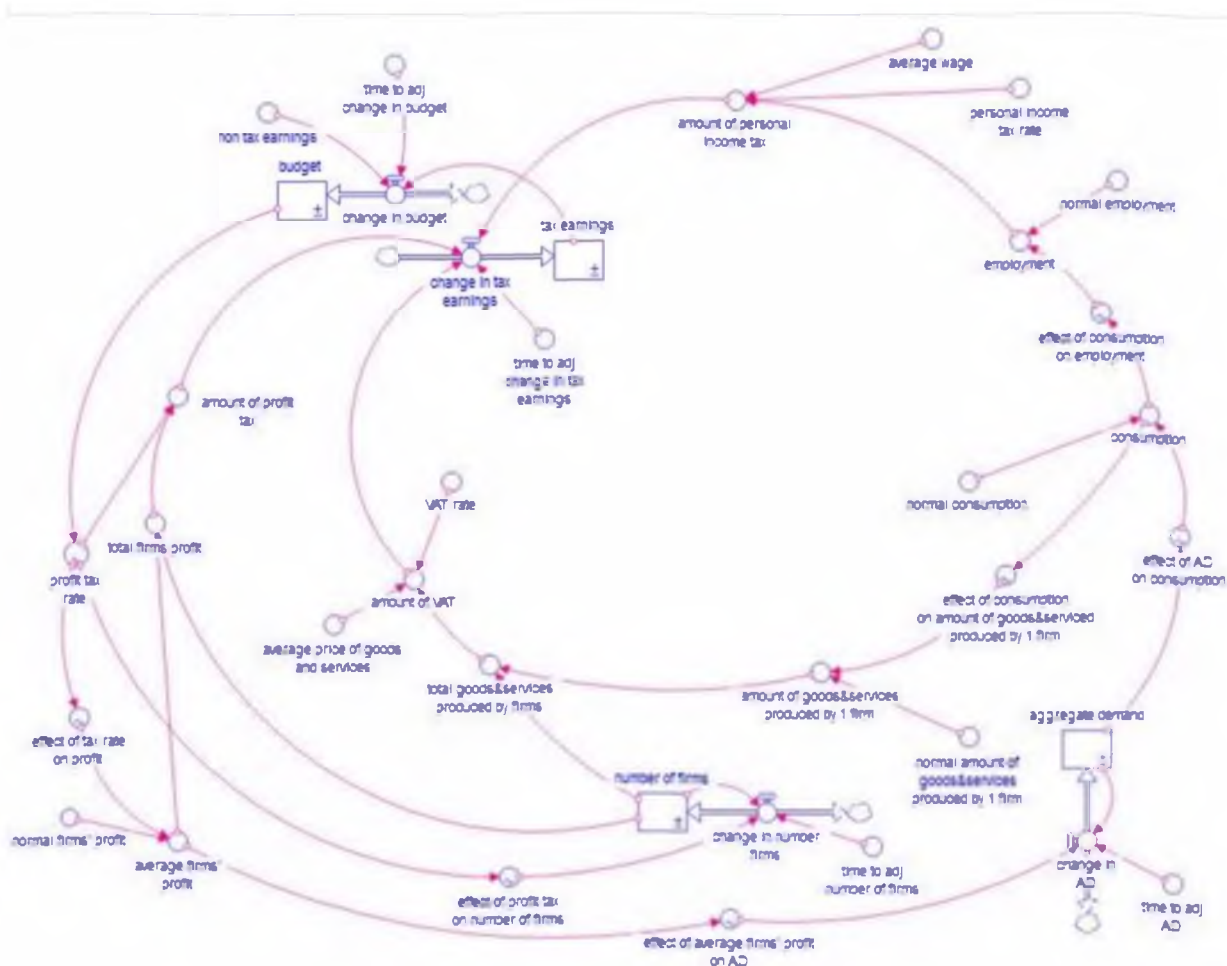 average wage
time to adj
change in budget
personal income
tax rate
amount of personal
income tax
non tax earnings
budget
change in budget
normal employment
tax earnings
employment
change in tax
earnings
effect of consumption
on employment
time to adj
change in tax
earnings
amount of profit
tax
consumption
VAT rate
normal consumption
total firms profit
profit tax
rate
effect of AD
on consumption
amount of VAT
effect of consumption
on amount of goods&serviced
produced by 1 firm
average price of goods
and services
total goods&services
produced by firms
amount of goods&services
produced by 1 firm
aggregate demand
effect of tax rate
on profit
normal amount of
goods&services
produced by 1 firm
number of firms
normal firms' profit
average firms'
profit
change in number
firms
time to adj
number of firms
change in
AD
effect of profit tax
on number of firms
time to adj
AD
effect of average firms' profit
on AD